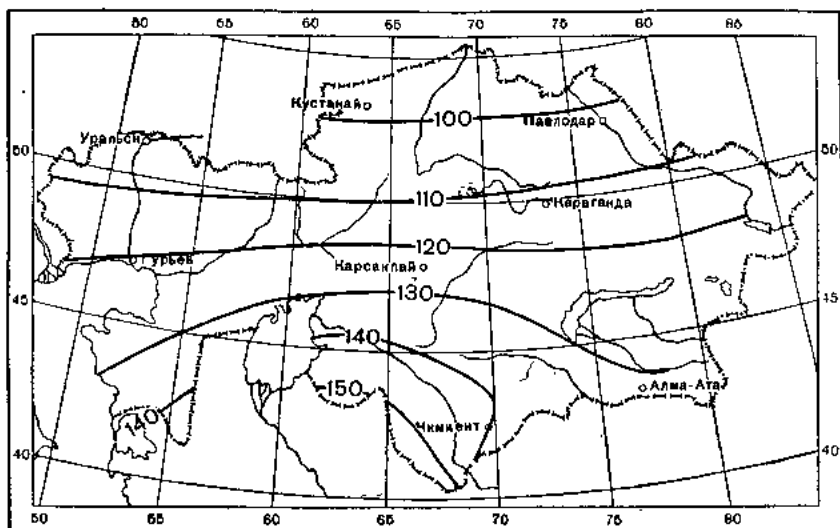 50 55 60 65 70 75 80 85
Кустанай
100
Павлодар
Уральск
50 50
110
Караганда
120
Гурьев
Карсакпай
45 130 45
140
150
Алма-Ата
140
Чимкент
40 40
50 55 60 65 70 75 80